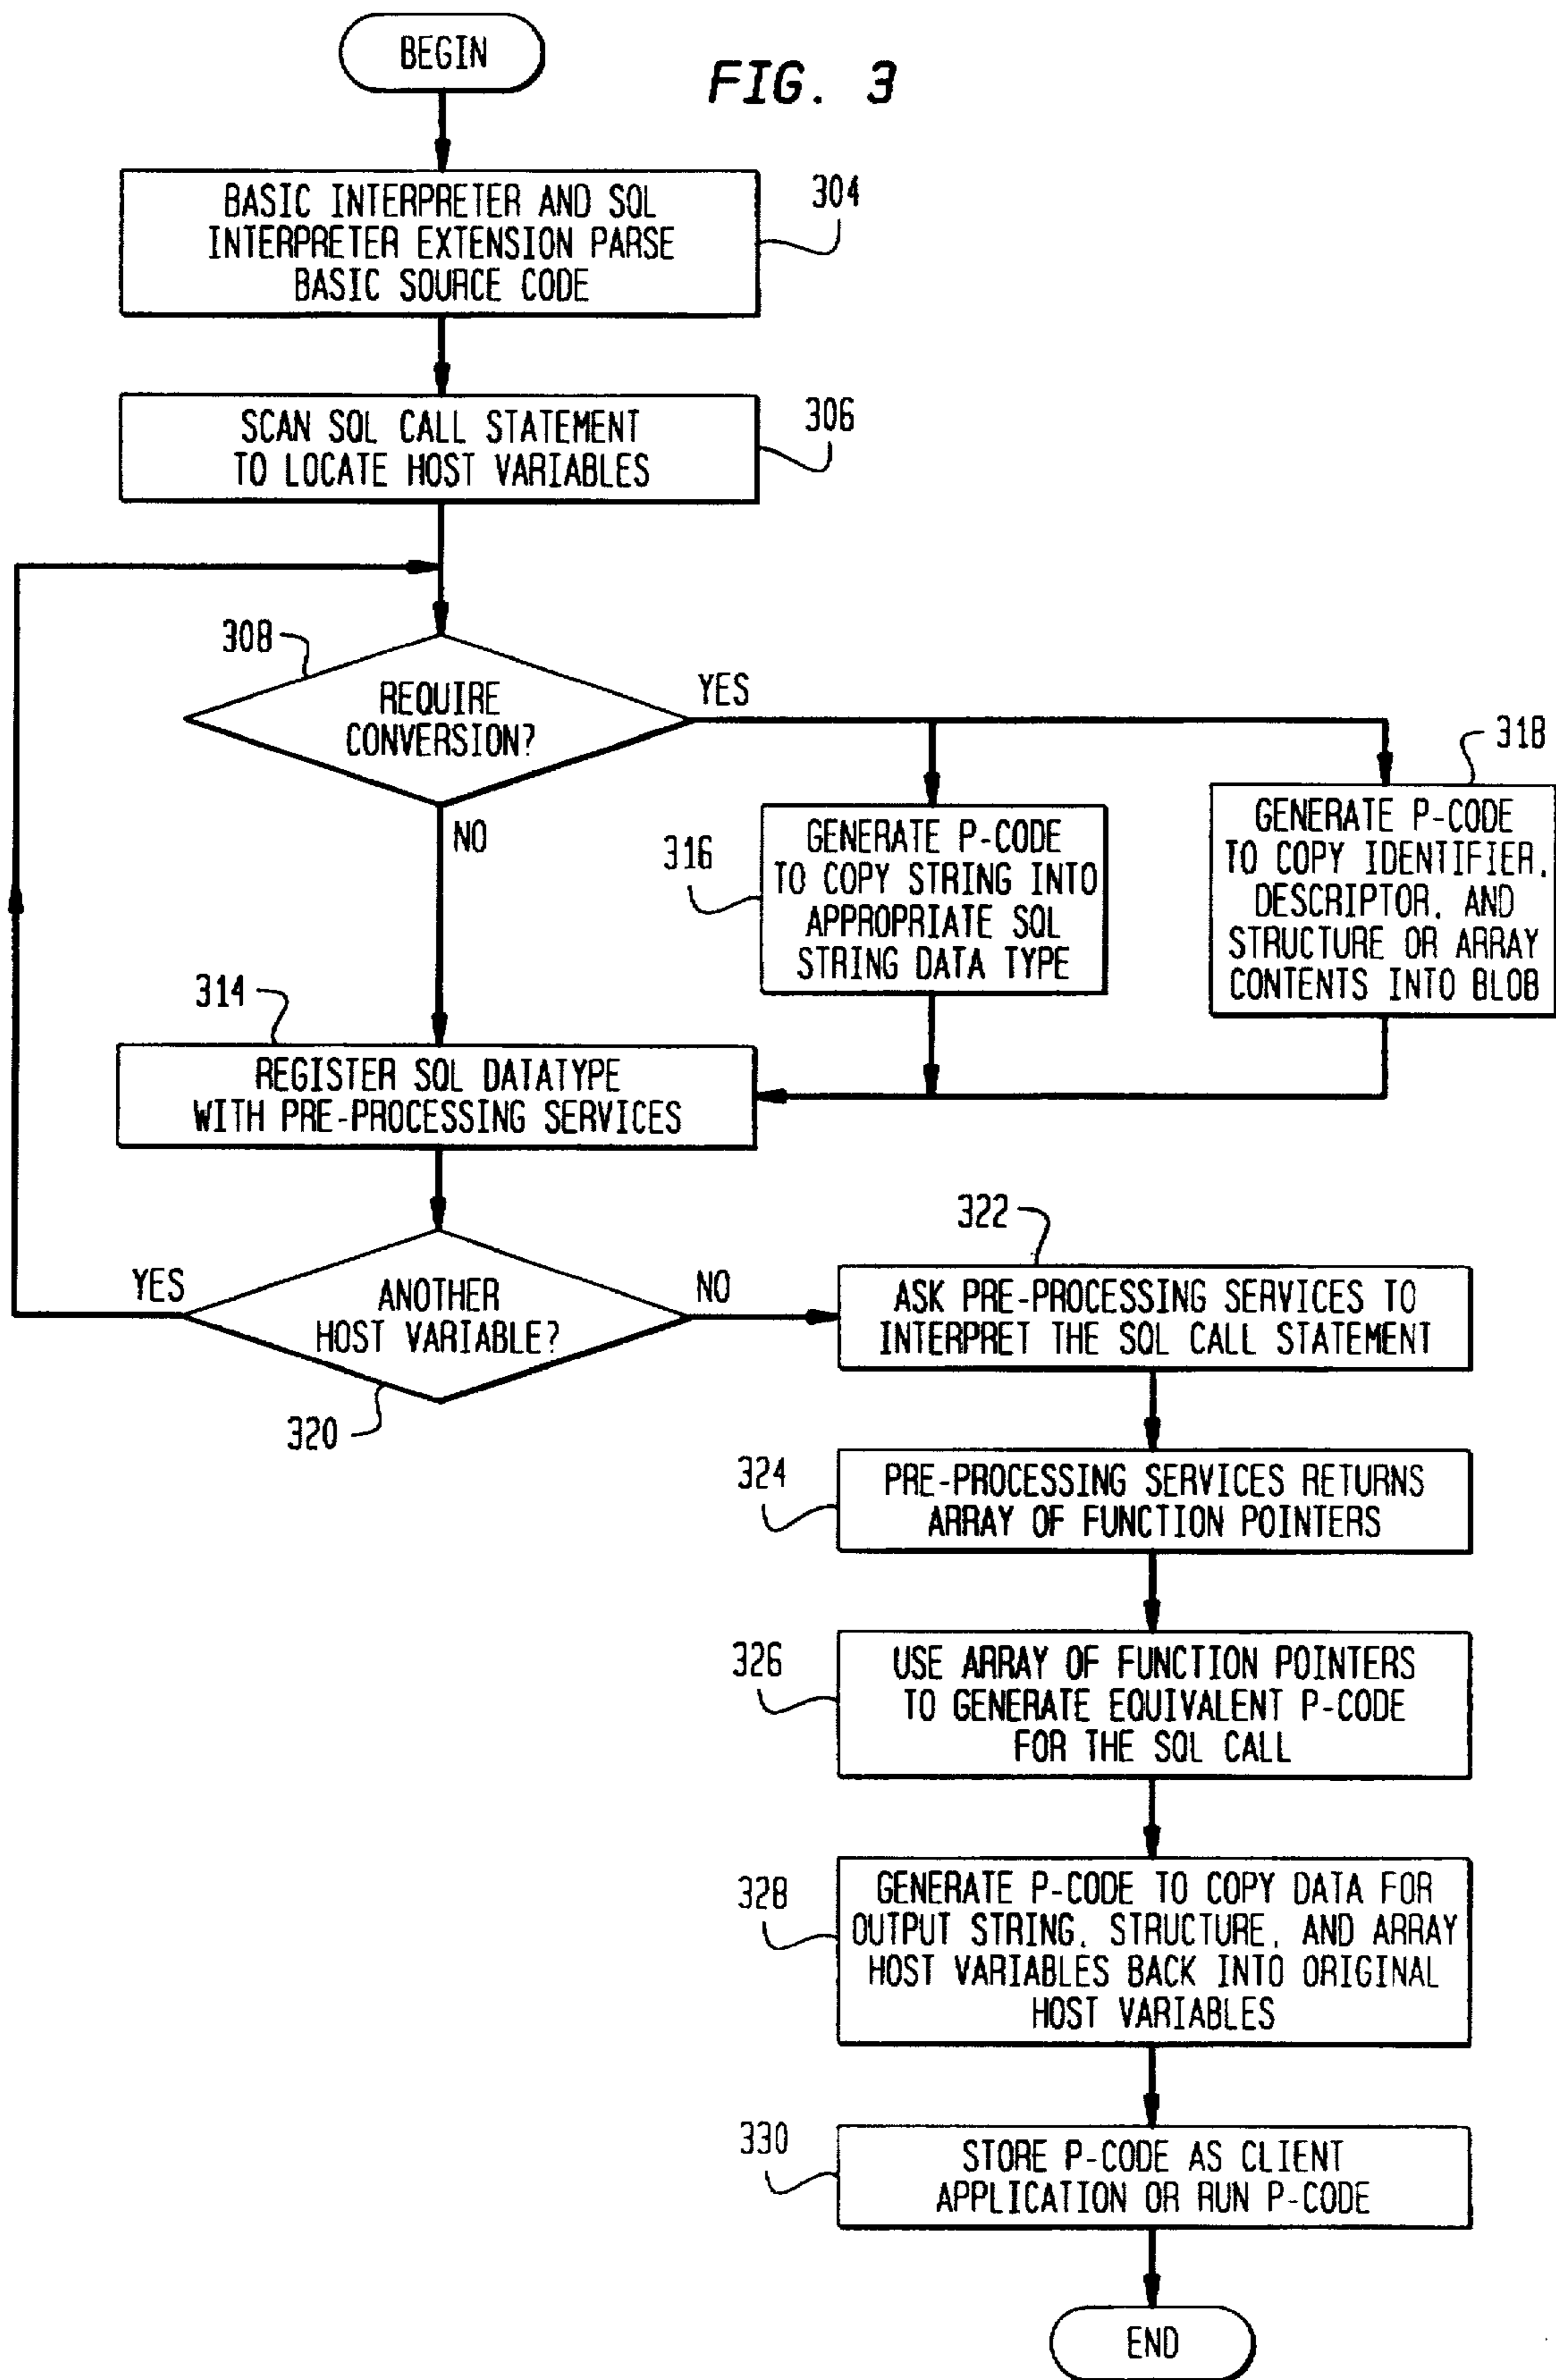 BEGIN
FIG. 3
BASIC INTERPRETER AND SQL
INTERPRETER EXTENSION PARSE
BASIC SOURCE CODE
304
SCAN SQL CALL STATEMENT
TO LOCATE HOST VARIABLES
306
308
REQUIRE
CONVERSION?
YES
NO
316
GENERATE P-CODE
TO COPY STRING INTO
APPROPRIATE SQL
STRING DATA TYPE
318
GENERATE P-CODE
TO COPY IDENTIFIER,
DESCRIPTOR, AND
STRUCTURE OR ARRAY
CONTENTS INTO BLOB
314
REGISTER SQL DATATYPE
WITH PRE-PROCESSING SERVICES
YES
ANOTHER
HOST VARIABLE?
NO
320
322
ASK PRE-PROCESSING SERVICES TO
INTERPRET THE SQL CALL STATEMENT
324
PRE-PROCESSING SERVICES RETURNS
ARRAY OF FUNCTION POINTERS
326
USE ARRAY OF FUNCTION POINTERS
TO GENERATE EQUIVALENT P-CODE
FOR THE SQL CALL
328
GENERATE P-CODE TO COPY DATA FOR
OUTPUT STRING, STRUCTURE, AND ARRAY
HOST VARIABLES BACK INTO ORIGINAL
HOST VARIABLES
330
STORE P-CODE AS CLIENT
APPLICATION OR RUN P-CODE
END